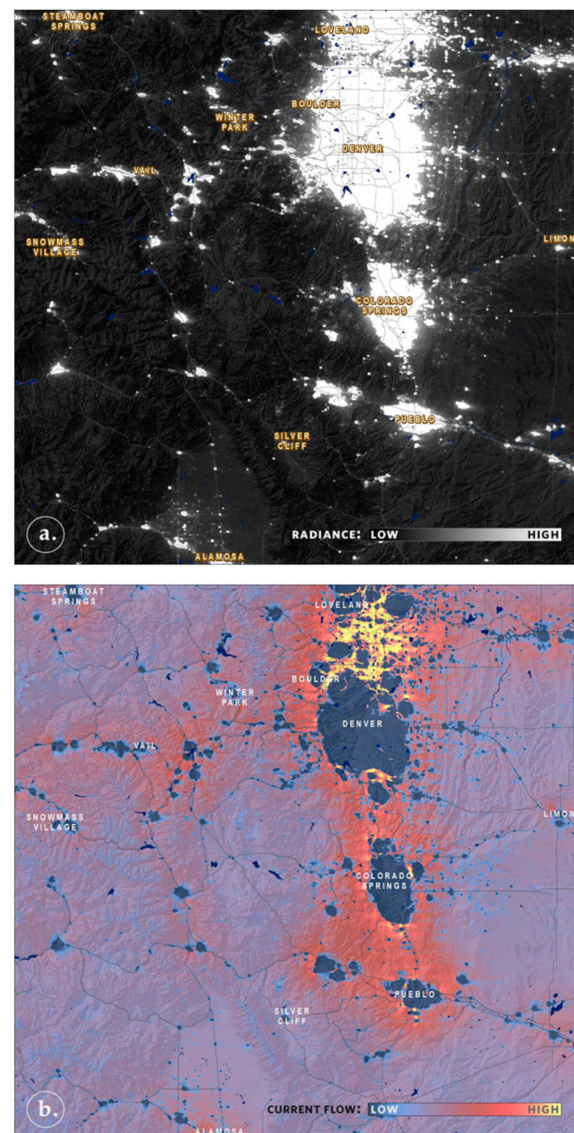 STEAMBOAT
SPRINGS
LOVELAND
BOULDER
WINTER
PARK
DENVER
VAIL
SNOWMASS
VILLAGE
LIMON
COLORADO
SPRINGS
PUEBLO
SILVER
CLIFF
a.
RADIANCE: LOW HIGH
ALAMOSA
STEAMBOAT
SPRINGS
LOVELAND
BOULDER
WINTER
PARK
DENVER
VAIL
SNOWMASS
VILLAGE
LIMON
COLORADO
SPRINGS
PUEBLO
SILVER
CLIFF
b.
CURRENT FLOW: LOW HIGH
ALAMOSA